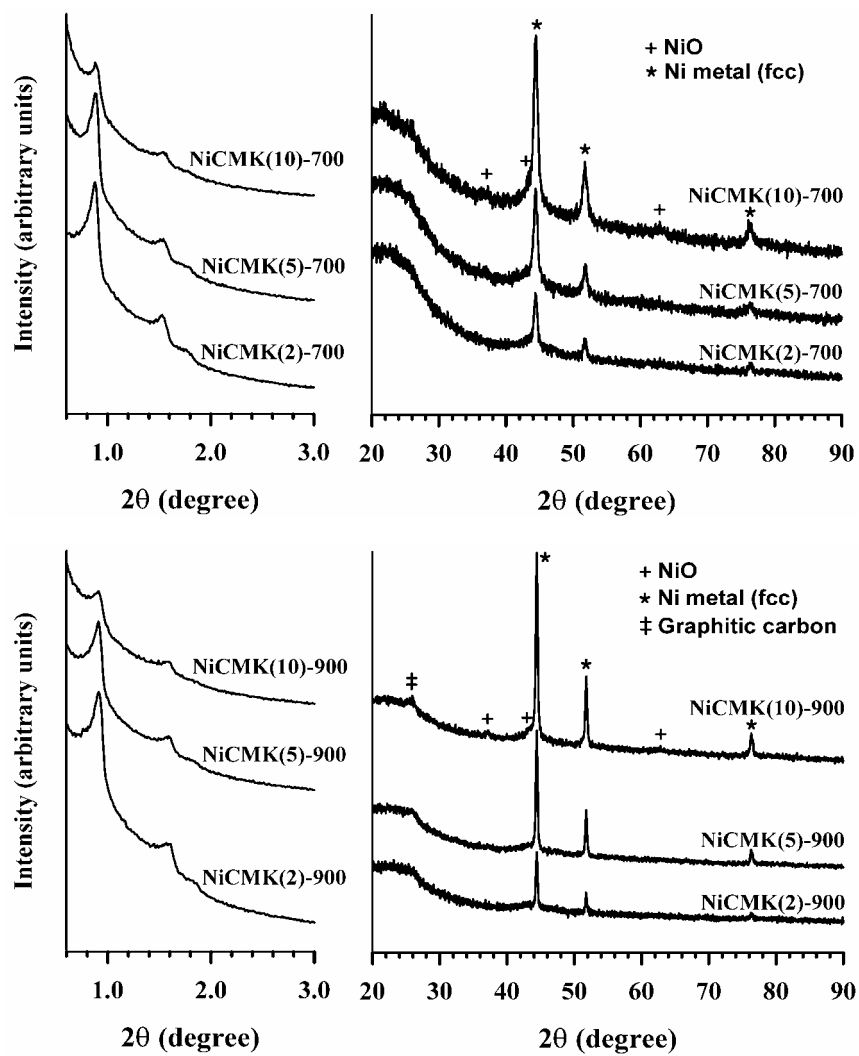 Intensity (arbitrary units)
NiCMK(10)-700
NiCMK(5)-700
NiCMK(2)-700
1.0 2.0 3.0
2θ (degree)
*
+ NiO
* Ni metal (fcc)
+ + * + *
NiCMK(10)-700
NiCMK(5)-700
NiCMK(2)-700
20 30 40 50 60 70 80 90
2θ (degree)
Intensity (arbitrary units)
NiCMK(10)-900
NiCMK(5)-900
NiCMK(2)-900
1.0 2.0 3.0
2θ (degree)
*
+ NiO
* Ni metal (fcc)
‡ Graphitic carbon
‡ + + * + *
NiCMK(10)-900
NiCMK(5)-900
NiCMK(2)-900
20 30 40 50 60 70 80 90
2θ (degree)